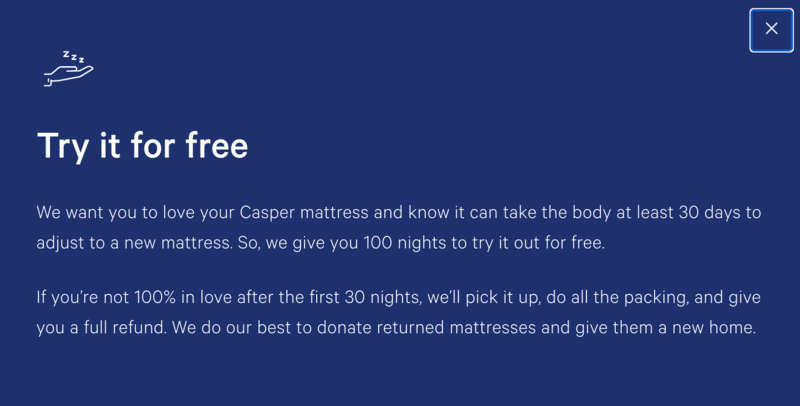 z z z
Try it for free
We want you to love your Casper mattress and know it can take the body at least 30 days to
adjust to a new mattress. So, we give you 100 nights to try it out for free.
If you’re not 100% in love after the first 30 nights, we’ll pick it up, do all the packing, and give
you a full refund. We do our best to donate returned mattresses and give them a new home.